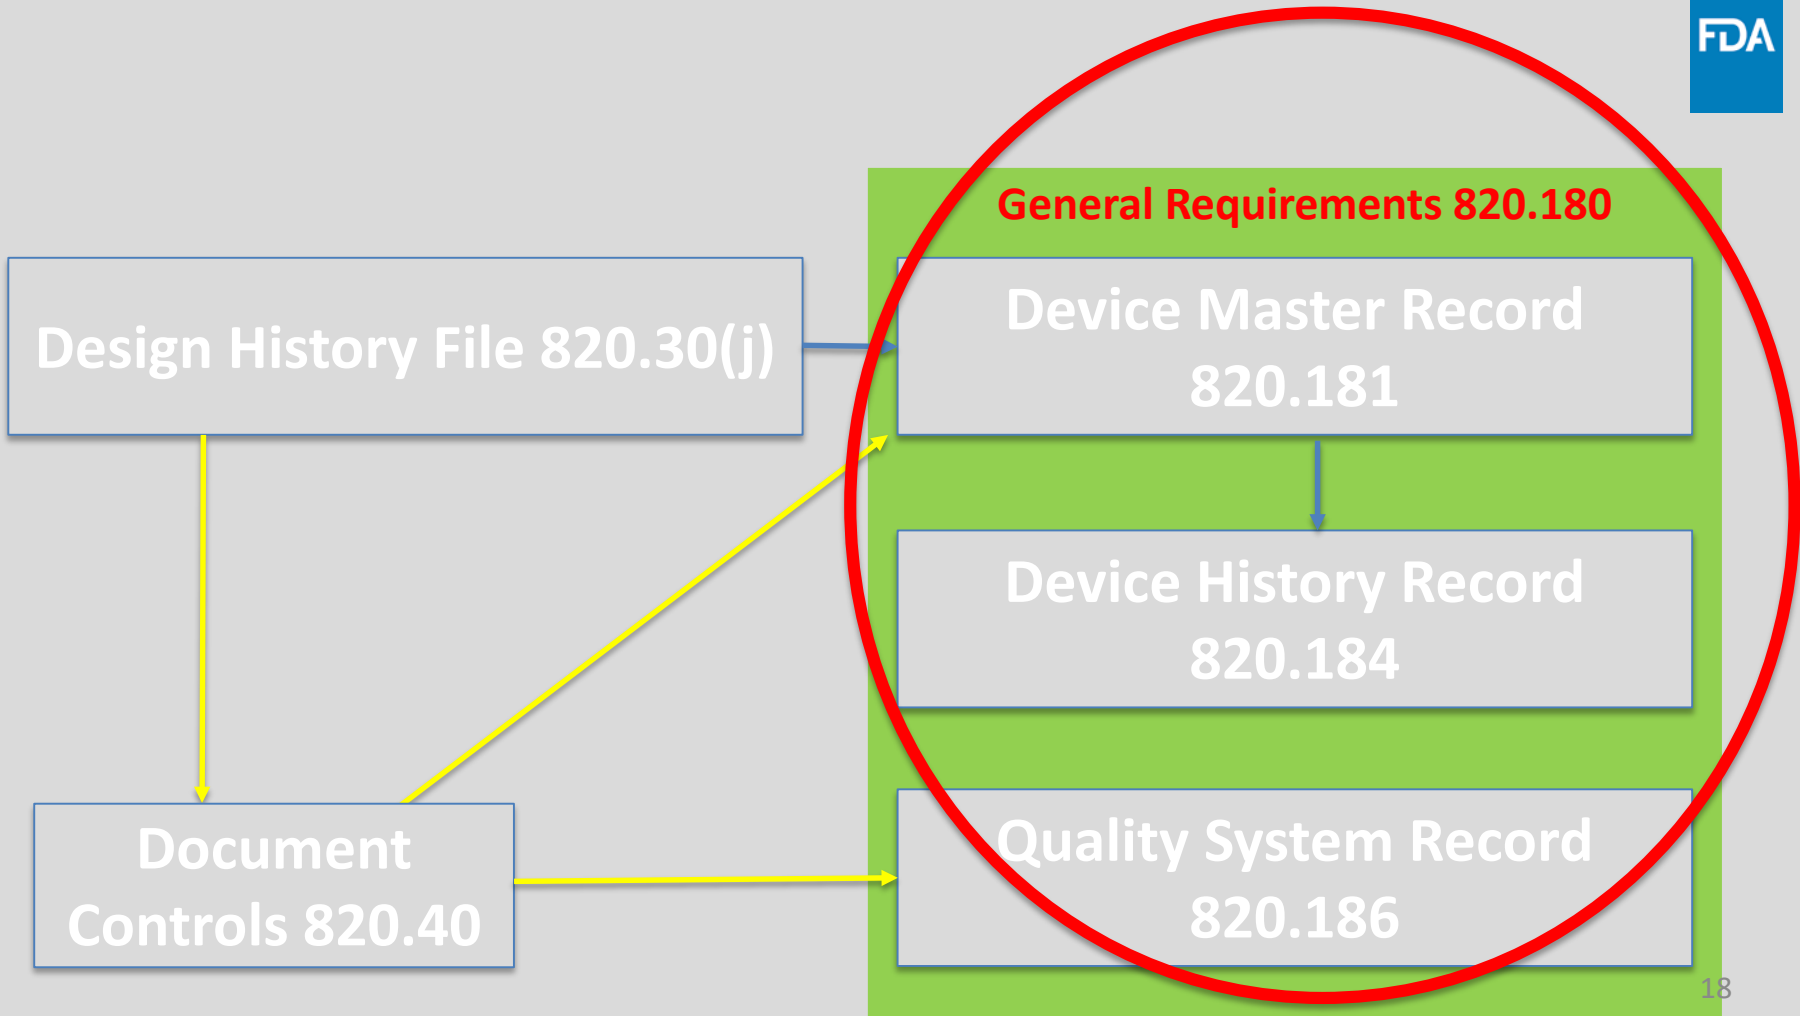 FDA
General Requirements 820.180
Design History File 820.30(j)
Device Master Record
820.181
Device History Record
820.184
Document
Controls 820.40
Quality System Record
820.186
18